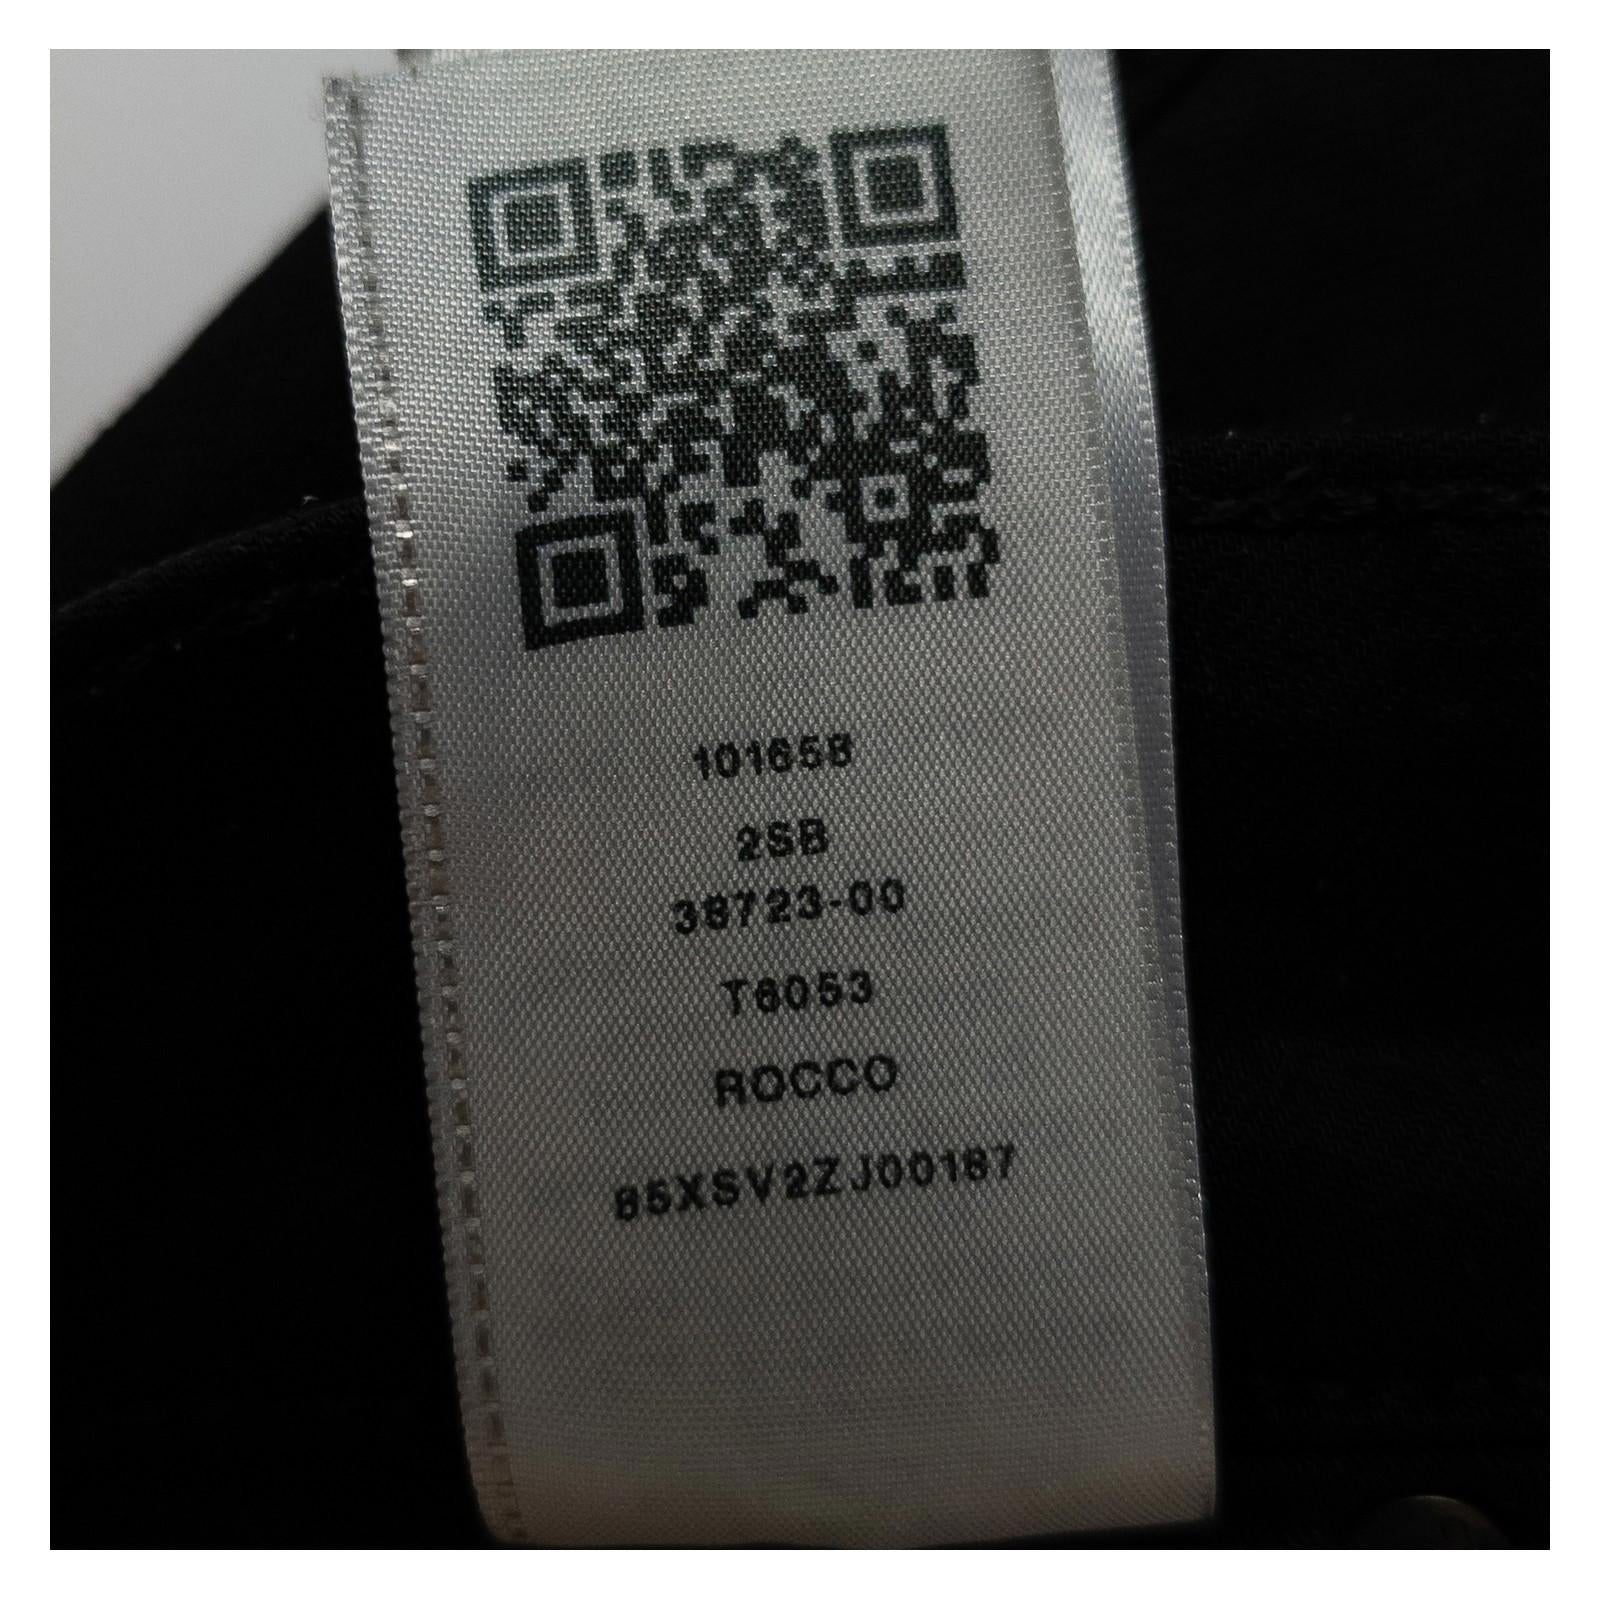 101658
2SB
38723-00
T6053
ROCCO
85XSV2ZJ00187